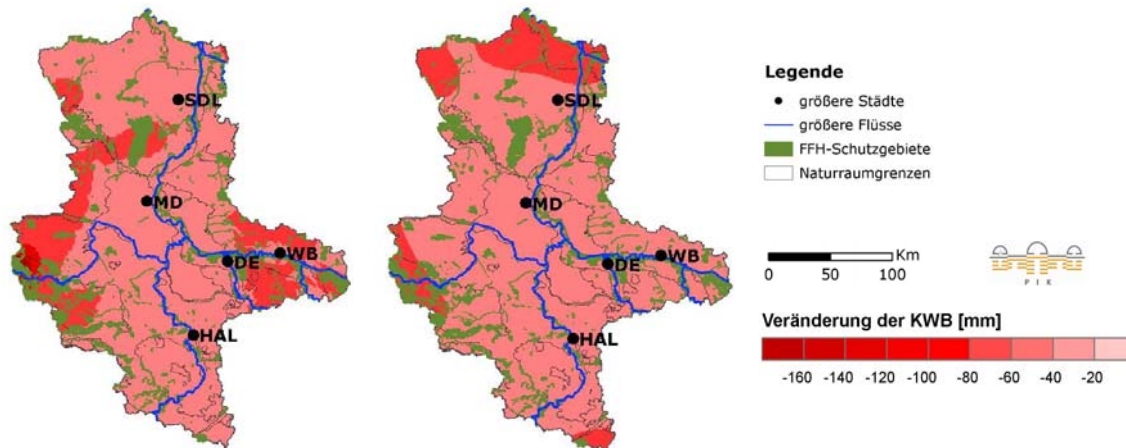 SDL
MD
DE
WB
HAL
SDL
MD
DE
WB
HAL
Legende
größere Städte
größere Flüsse
FFH-Schutzgebiete
Naturraumgrenzen
Km
0 50 100
P I K
Veränderung der KWB [mm]
-160 -140 -120 -100 -80 -60 -40 -20